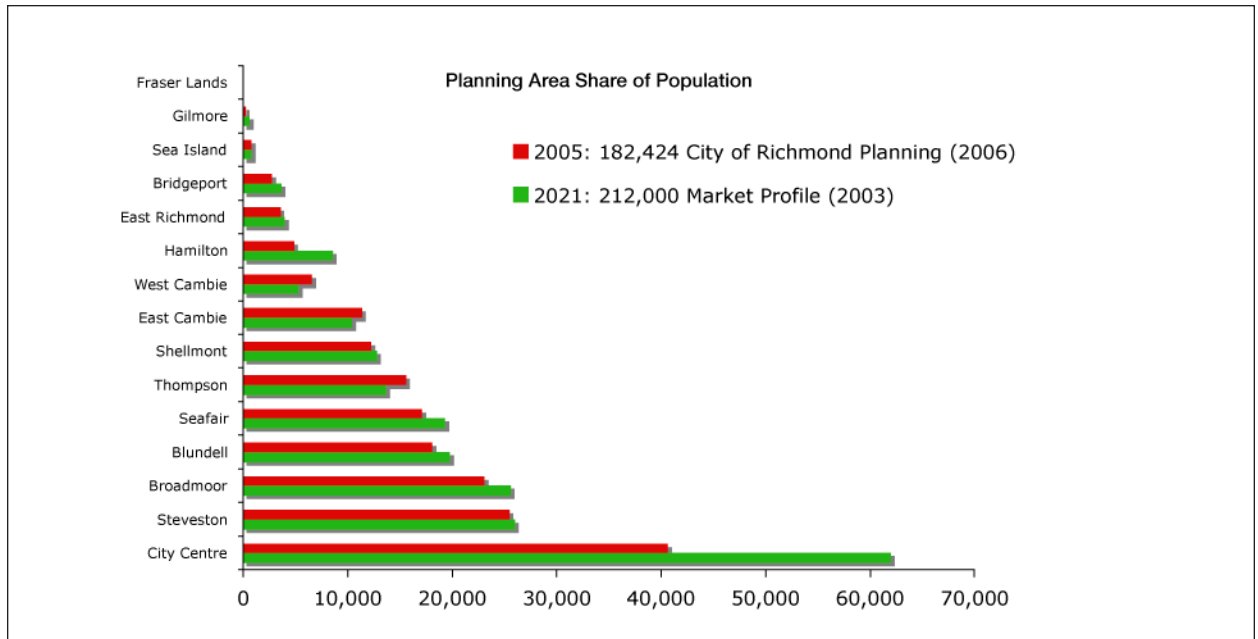 Planning Area Share of Population
2005: 182,424 City of Richmond Planning (2006)
2021: 212,000 Market Profile (2003)
Fraser Lands
Gilmore
Sea Island
Bridgeport
East Richmond
Hamilton
West Cambie
East Cambie
Shellmont
Thompson
Seafair
Blundell
Broadmoor
Steveston
City Centre
0 10,000 20,000 30,000 40,000 50,000 60,000 70,000